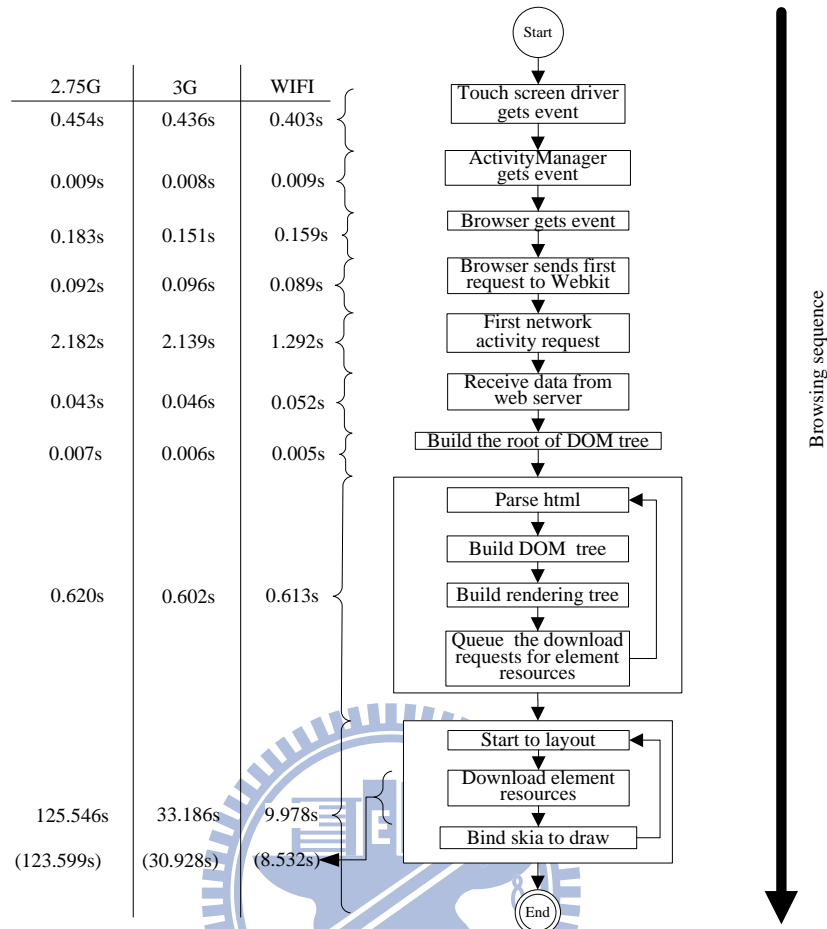 Start
2.75G 3G WIFI
Touch screen driver
gets event
0.454s 0.436s 0.403s
ActivityManager
gets event
0.009s 0.008s 0.009s
Browser gets event
0.183s 0.151s 0.159s
Browser sends first
request to Webkit
0.092s 0.096s 0.089s
First network
activity request
2.182s 2.139s 1.292s
Receive data from
web server
0.043s 0.046s 0.052s
Build the root of DOM tree
0.007s 0.006s 0.005s
Parse html
Build DOM tree
Build rendering tree
0.620s 0.602s 0.613s
Queue the download
requests for element
resources
Start to layout
Download element
resources
125.546s 33.186s 9.978s
Bind skia to draw
(123.599s) (30.928s) (8.532s)
End
Browsing sequence